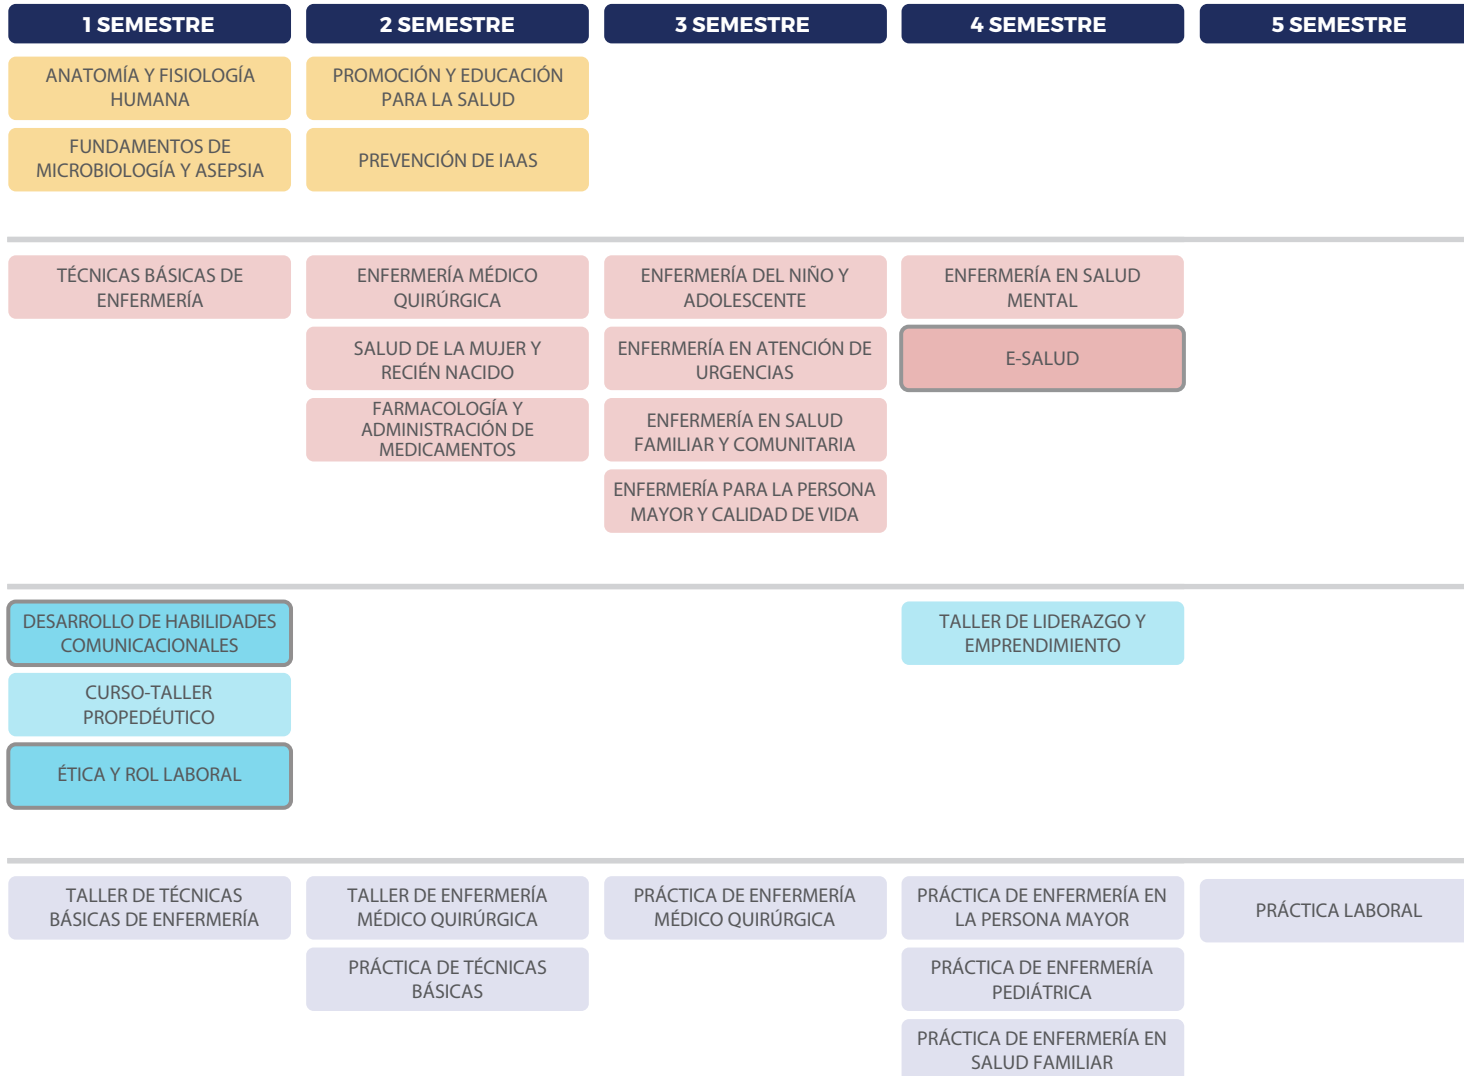 1 SEMESTRE
2 SEMESTRE
3 SEMESTRE
4 SEMESTRE
5 SEMESTRE
ANATOMÍA Y FISIOLOGÍA
HUMANA
PROMOCIÓN Y EDUCACIÓN
PARA LA SALUD
FUNDAMENTOS DE
MICROBIOLOGÍA Y ASEPSIA
PREVENCIÓN DE IAAS
TÉCNICAS BÁSICAS DE
ENFERMERÍA
ENFERMERÍA MÉDICO
QUIRÚRGICA
ENFERMERÍA DEL NIÑO Y
ADOLESCENTE
ENFERMERÍA EN SALUD
MENTAL
SALUD DE LA MUJER Y
RECIÉN NACIDO
ENFERMERÍA EN ATENCIÓN DE
URGENCIAS
E-SALUD
FARMACOLOGÍA Y
ADMINISTRACIÓN DE
MEDICAMENTOS
ENFERMERÍA EN SALUD
FAMILIAR Y COMUNITARIA
ENFERMERÍA PARA LA PERSONA
MAYOR Y CALIDAD DE VIDA
DESARROLLO DE HABILIDADES
COMUNICACIONALES
TALLER DE LIDERAZGO Y
EMPRENDIMIENTO
CURSO-TALLER
PROPEDÉUTICO
ÉTICA Y ROL LABORAL
TALLER DE TÉCNICAS
BÁSICAS DE ENFERMERÍA
TALLER DE ENFERMERÍA
MÉDICO QUIRÚRGICA
PRÁCTICA DE ENFERMERÍA
MÉDICO QUIRÚRGICA
PRÁCTICA DE ENFERMERÍA EN
LA PERSONA MAYOR
PRÁCTICA LABORAL
PRÁCTICA DE TÉCNICAS
BÁSICAS
PRÁCTICA DE ENFERMERÍA
PEDIÁTRICA
PRÁCTICA DE ENFERMERÍA EN
SALUD FAMILIAR